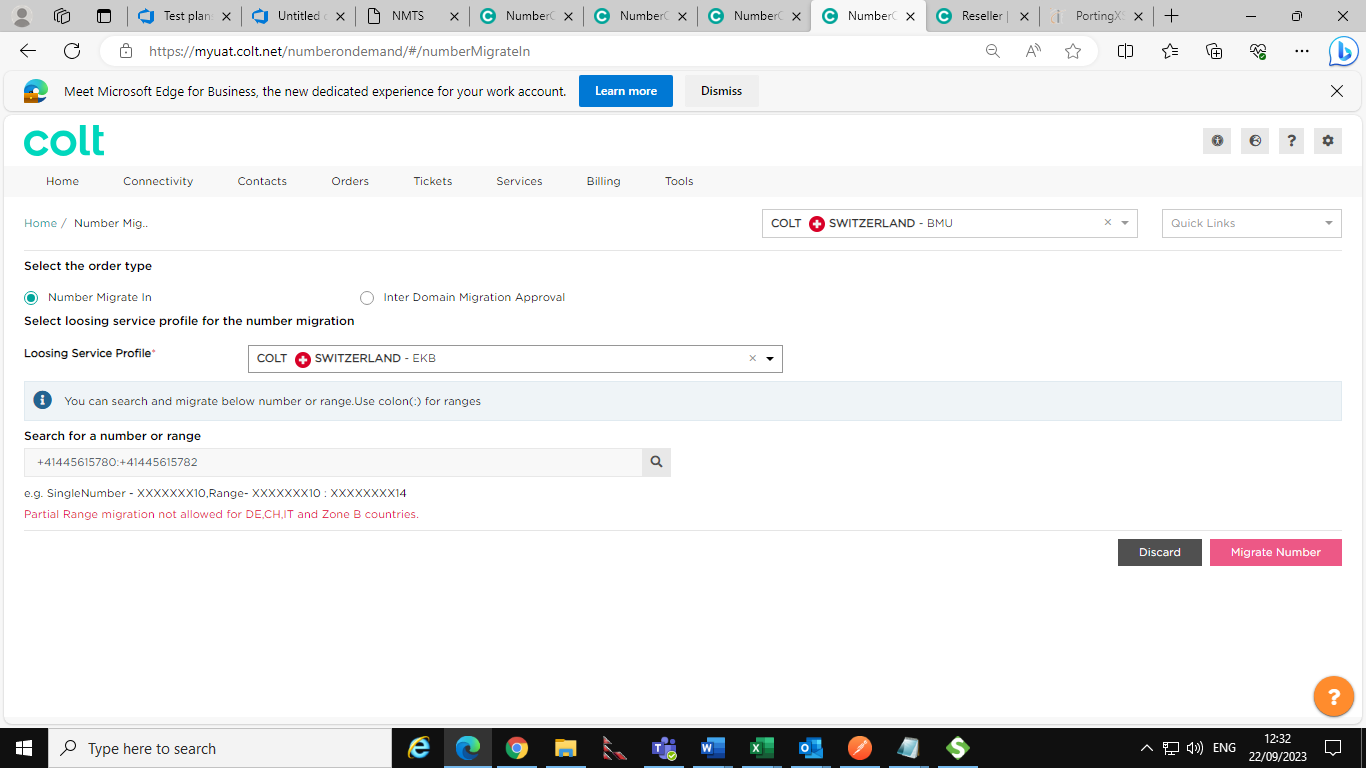 Test plan
Untitled
NMTS
Number
Number
Number
Number
Reseller |
PortingXS
https://myuat.colt.net/numberondemand/#/numberMigrateIn
Meet Microsoft Edge for Business, the new dedicated experience for your work account.
Learn more
Dismiss
colt
Home Connectivity Contacts Orders Tickets Services Billing Tools
Home / Number Mig..
COLT SWITZERLAND - BMU
Quick Links
Select the order type
Number Migrate In
Inter Domain Migration Approval
Select loosing service profile for the number migration
Loosing Service Profile*
COLT SWITZERLAND - EKB
You can search and migrate below number or range.Use colon(:) for ranges
Search for a number or range
+41445615780:+41445615782
e.g. SingleNumber - XXXXXXX10,Range- XXXXXXX10 : XXXXXXXX14
Partial Range migration not allowed for DE,CH,IT and Zone B countries.
Discard
Migrate Number
?
Type here to search
ENG
12:32
22/09/2023